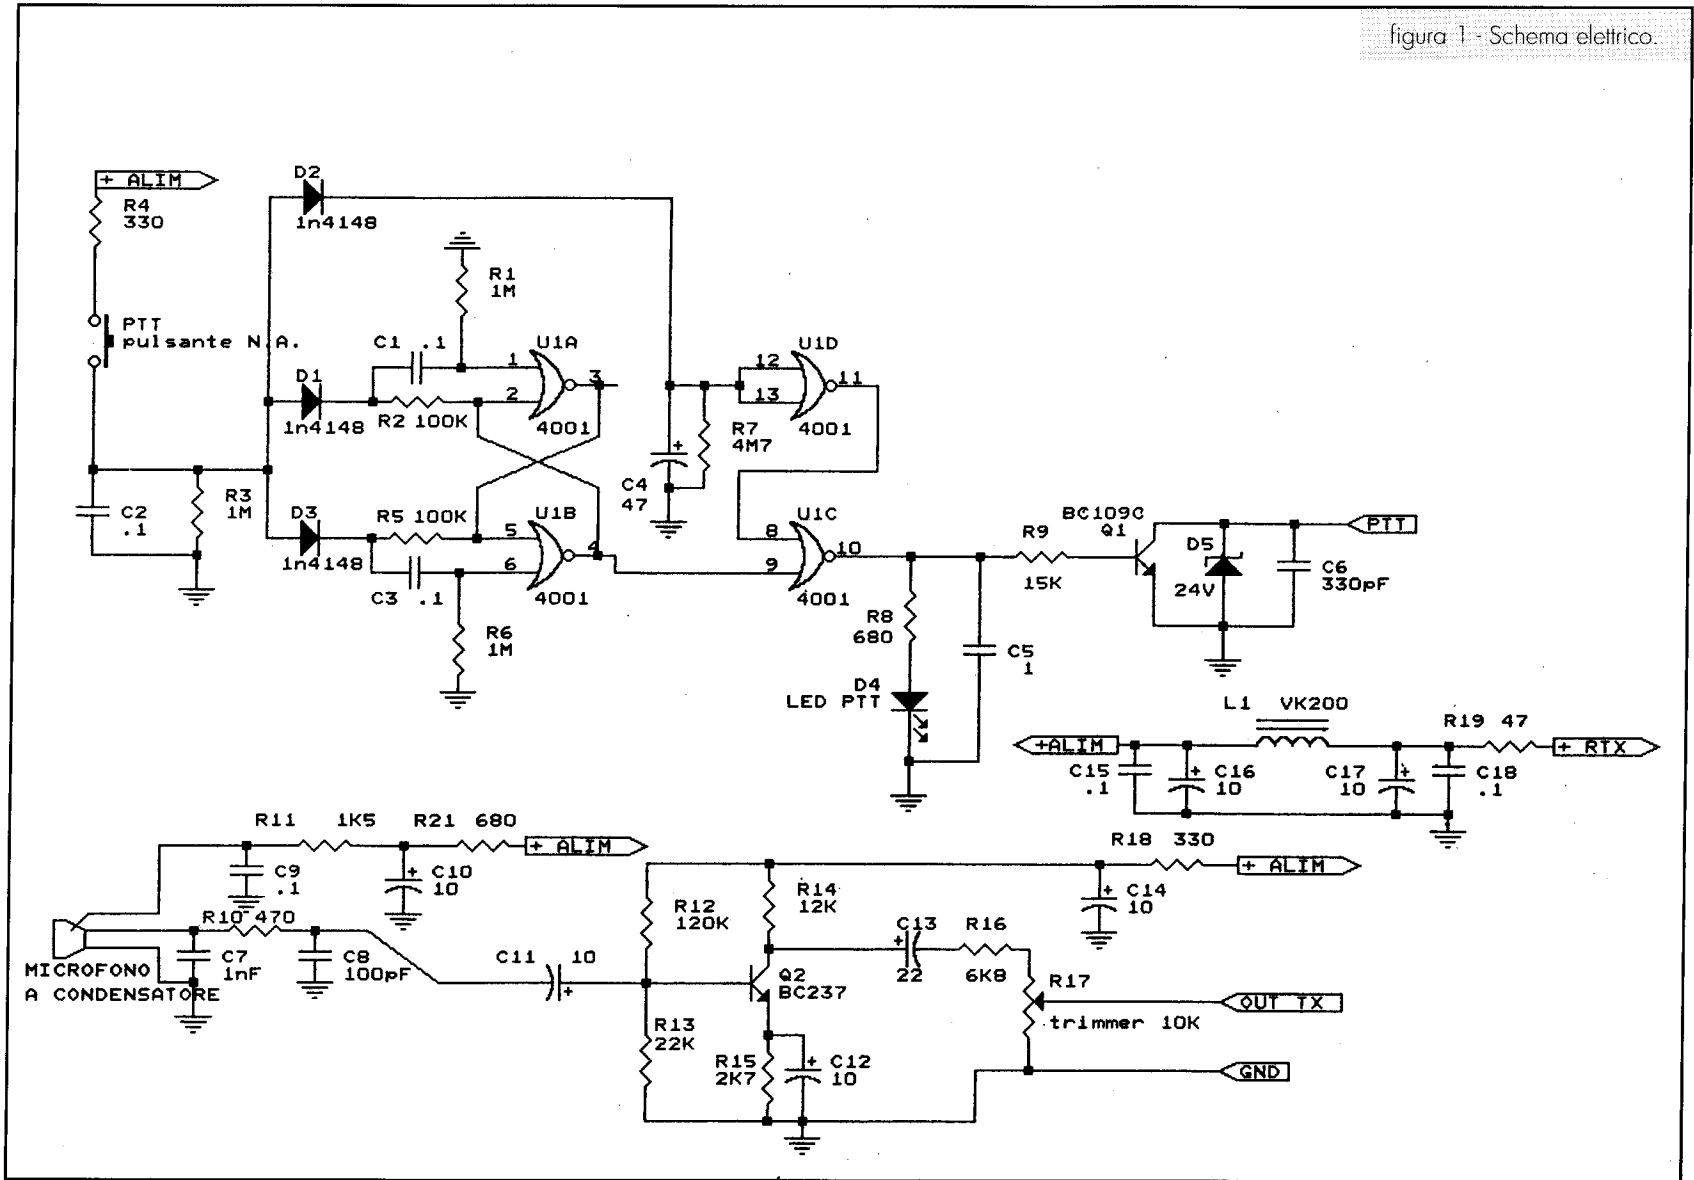 figura 1 - Schema elettrico.
+ ALIM
R4
330
PTT
pulsante N.A.
C2
.1
R3
1M
D2
1n4148
D1
1n4148
D3
1n4148
C1 .1
R2 100K
R1
1M
1
2
3
U1A
4001
R5 100K
C3 .1
5
6
4
U1B
4001
R6
1M
C4
47
R7
4M7
12
13
11
U1D
4001
8
9
10
U1C
4001
R8
680
D4
LED PTT
C5
1
R9
15K
BC109C
Q1
D5
24V
C6
330pF
PTT
L1 VK200
R19 47
+ALIM
+ RTX
C15
.1
C16
10
C17
10
C18
.1
R11 1K5
R21 680
+ ALIM
C9
.1
C10
10
R10 470
C7
1nF
C8
100pF
MICROFONO
A CONDENSATORE
C11 10
R12
120K
R13
22K
R14
12K
Q2
BC237
R15
2K7
C12
10
C13
22
R16
6K8
R18 330
+ ALIM
C14
10
R17
trimmer 10K
OUT TX
GND